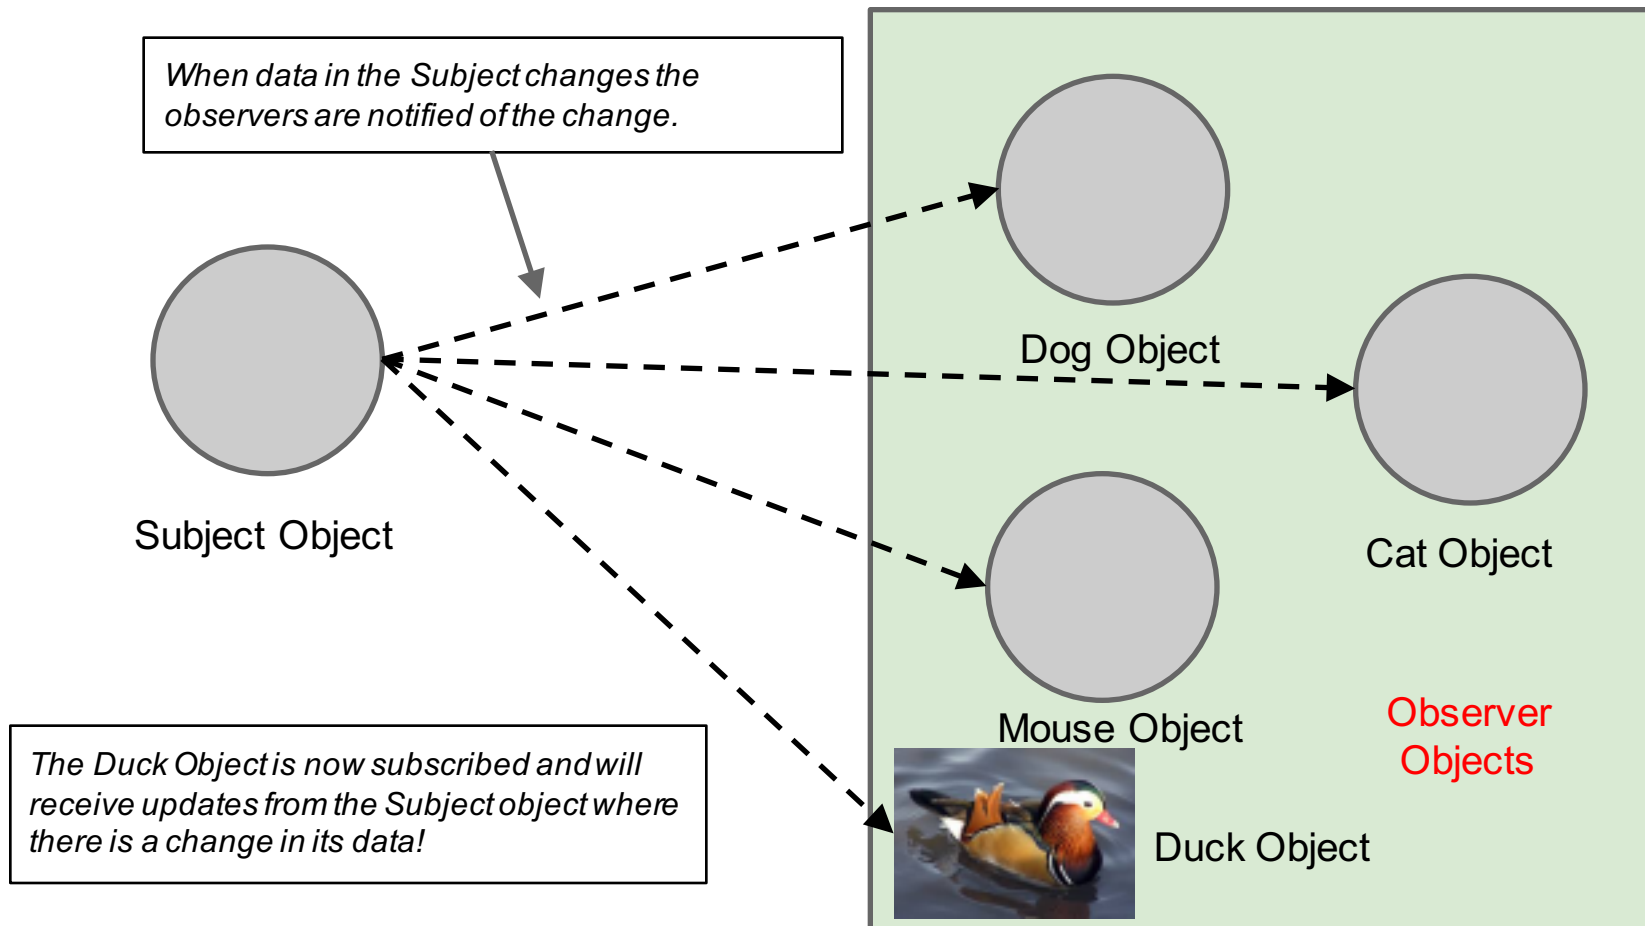 When data in the Subject changes the
observers are notified of the change.
Dog Object
Subject Object
Cat Object
Mouse Object
Observer
Objects
The Duck Object is now subscribed and will
receive updates from the Subject object where
there is a change in its data!
Duck Object